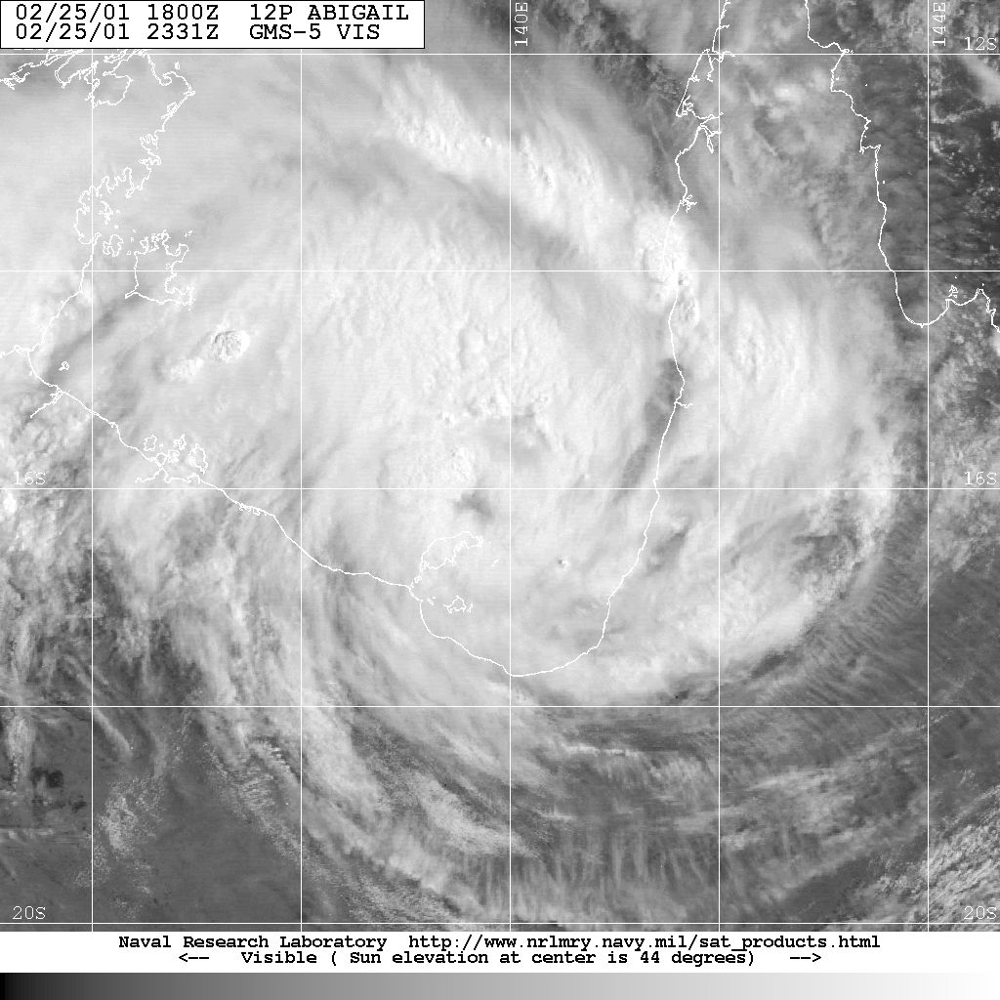 02/25/01 1800Z 12P ABIGAIL
02/25/01 2331Z GMS-5 VIS
140E
144E
12S
16S
16S
20S
20S
Naval Research Laboratory http://www.nrlmry.navy.mil/sat_products.html
<-- Visible ( Sun elevation at center is 44 degrees) -->